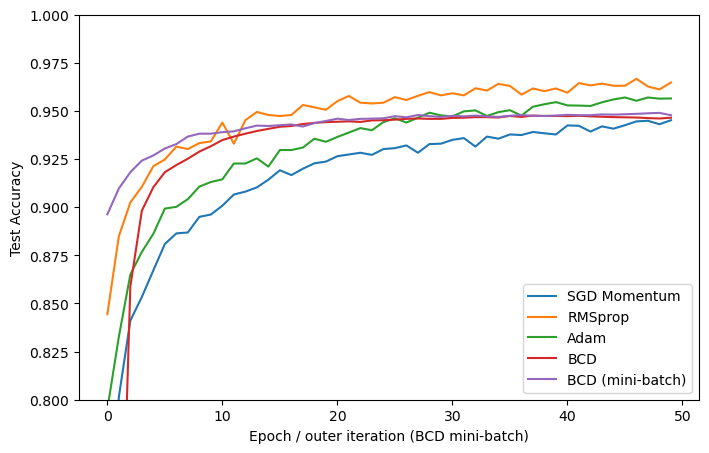 1.000
0.975
0.950
0.925
0.900
0.875
0.850
0.825
0.800
Test Accuracy
SGD Momentum
RMSprop
Adam
BCD
BCD (mini-batch)
0 10 20 30 40 50
Epoch / outer iteration (BCD mini-batch)